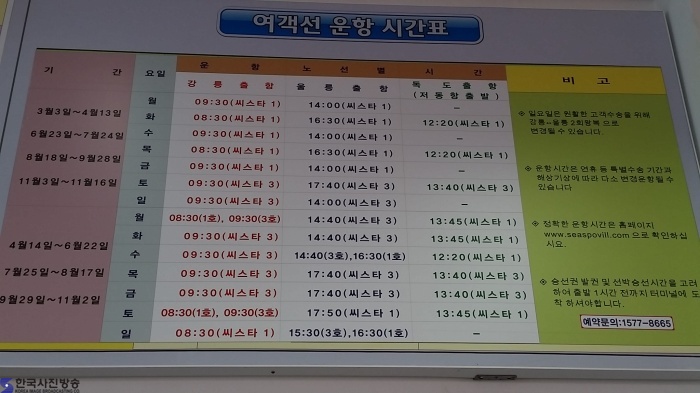 여객선 운항 시간표
기 간 요일 운 항 노 선 별 시 간 비 고
강 릉 출 항 울 릉 출 항 독 도 출 항
(저 동 항 출 발)
3월3일~4월13일
6월23일~7월24일
8월18일~9월28일
11월3일~11월16일
월 09:30(씨스타 1) 14:00(씨스타 1) –
화 08:30(씨스타 1) 16:30(씨스타 1) 12:20(씨스타 1)
수 09:30(씨스타 1) 14:00(씨스타 1) –
목 08:30(씨스타 1) 16:30(씨스타 1) 12:20(씨스타 1)
금 09:30(씨스타 1) 14:00(씨스타 1) –
토 09:30(씨스타 3) 17:40(씨스타 3) 13:40(씨스타 3)
일 09:30(씨스타 3) 14:00(씨스타 3) –
4월14일~6월22일
7월25일~8월17일
9월29일~11월2일
월 08:30(1호), 09:30(3호) 14:40(씨스타 3) 13:45(씨스타 1)
화 09:30(씨스타 3) 14:40(씨스타 3) 13:45(씨스타 1)
수 09:30(씨스타 3) 14:40(3호),16:30(1호) 12:20(씨스타 1)
목 09:30(씨스타 3) 17:40(씨스타 3) 13:40(씨스타 3)
금 09:30(씨스타 3) 17:40(씨스타 3) 13:40(씨스타 3)
토 08:30(1호), 09:30(3호) 17:50(씨스타 1) 13:45(씨스타 1)
일 08:30(씨스타 1) 15:30(3호),16:30(1호) –
※ 일요일은 원활한 고객수송을 위해
강릉~울릉 2회왕복 으로
변경될 수 있습니다.
※ 운항시간은 연휴 등 특별수송 기간과
해상기상에 따라 다소 변경운항될 수
있습니다
※ 정확한 운항시간은 홈페이지
www.seaspovill.com 으로 확인하십
시요.
※ 승선권 발권 및 선박승선시간을 고려
하여 출발 1시간 전까지 터미널에 도
착 하셔야합니다.
예약문의:1577-8665
한국사진방송
KOREA IMAGE BROADCASTING CO.